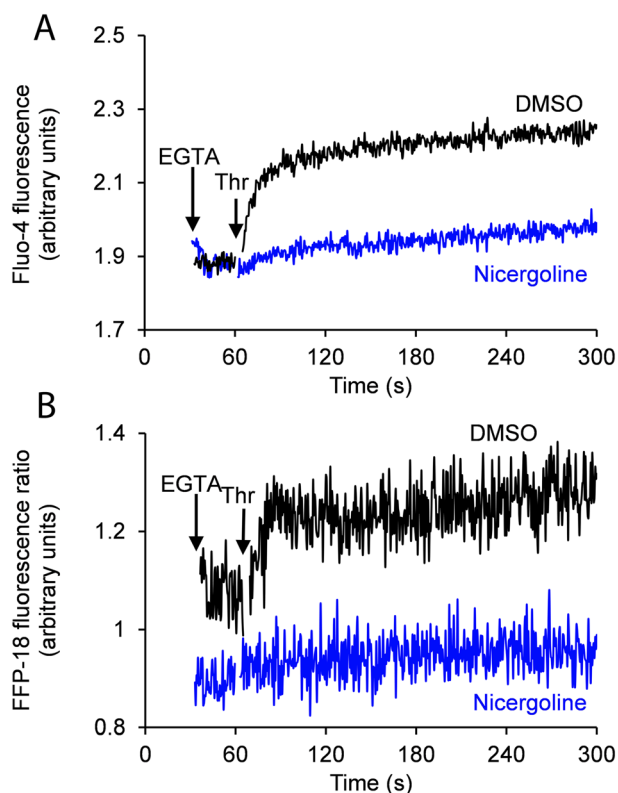 A
Fluo-4 fluorescence
(arbitrary units)
2.5
2.3
2.1
1.9
1.7
EGTA
Thr
DMSO
Nicergoline
0 60 120 180 240 300
Time (s)
B
FFP-18 fluorescence ratio
(arbitrary units)
1.4
1.2
1
0.8
EGTA
Thr
DMSO
Nicergoline
0 60 120 180 240 300
Time (s)